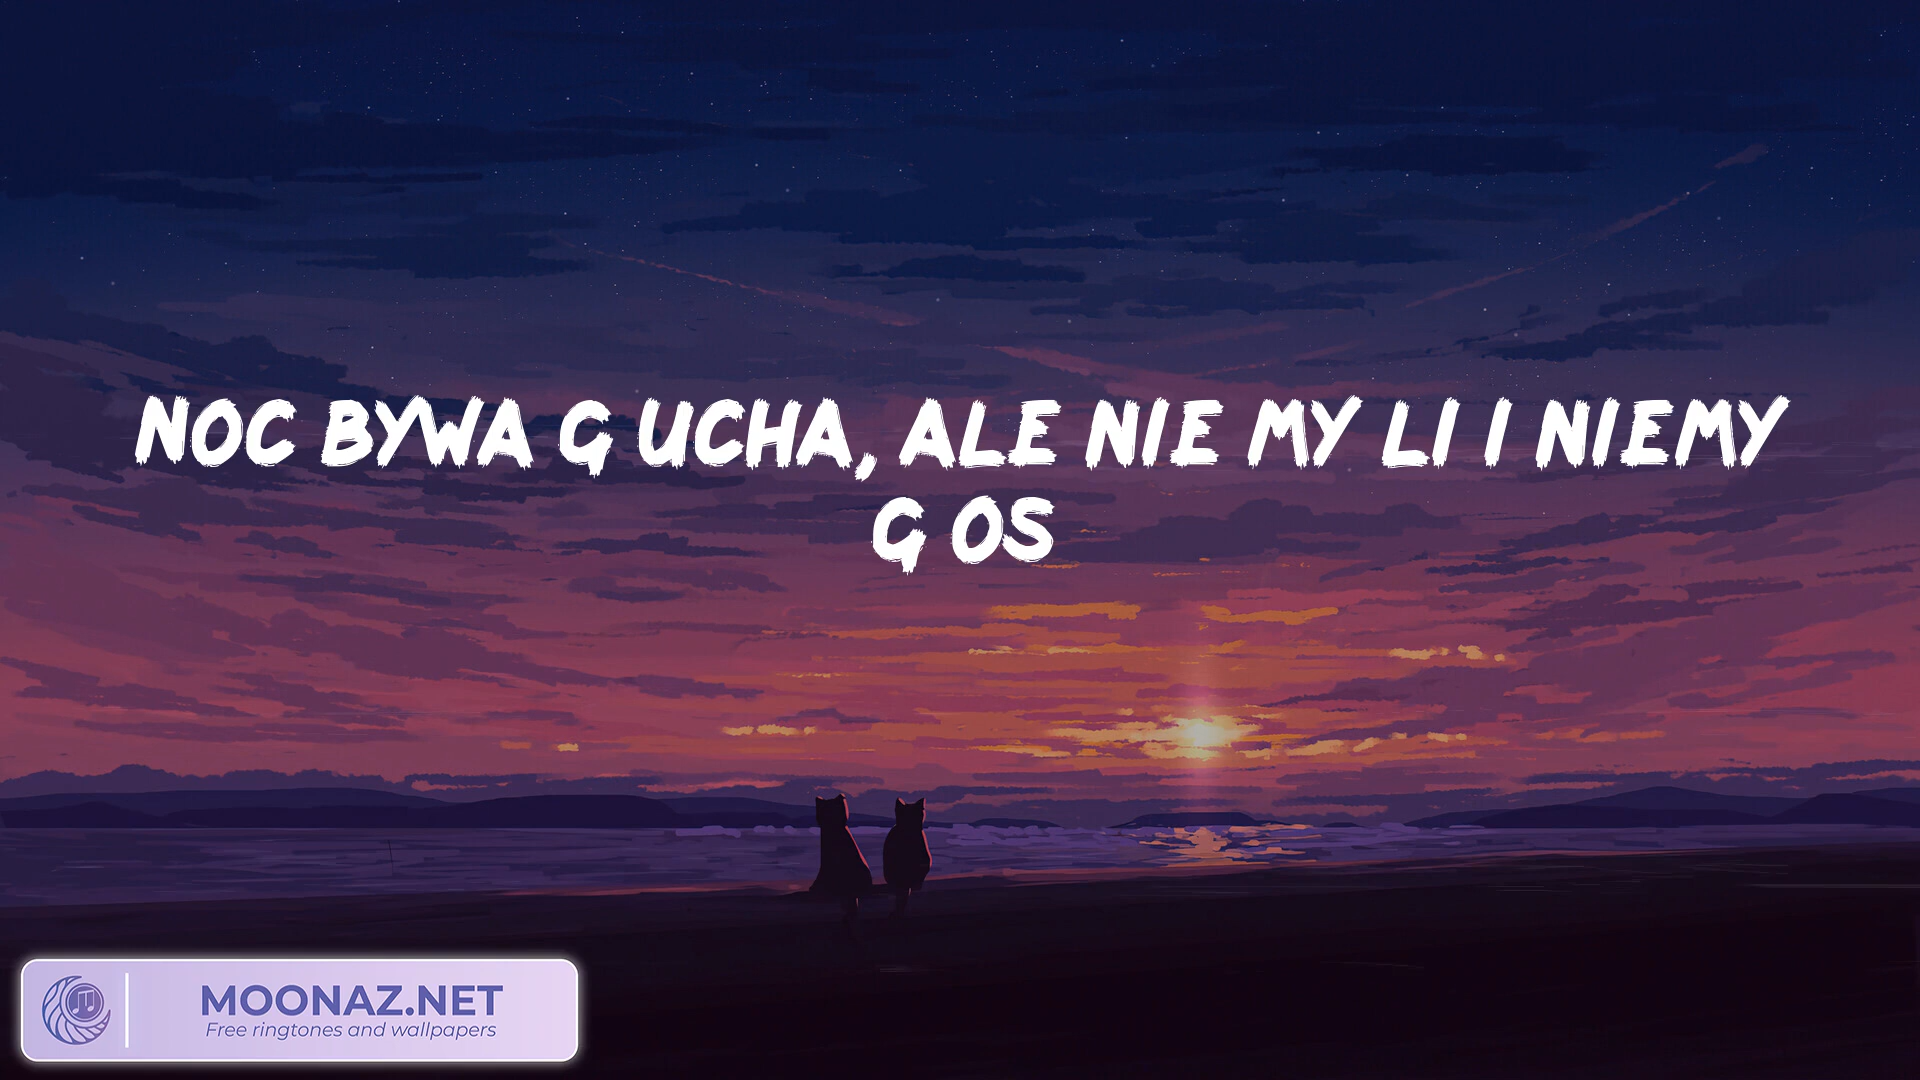 NOC BYWA G UCHA, ALE NIE MY LI I NIEMY
G OS
MOONAZ.NET
Free ringtones and wallpapers